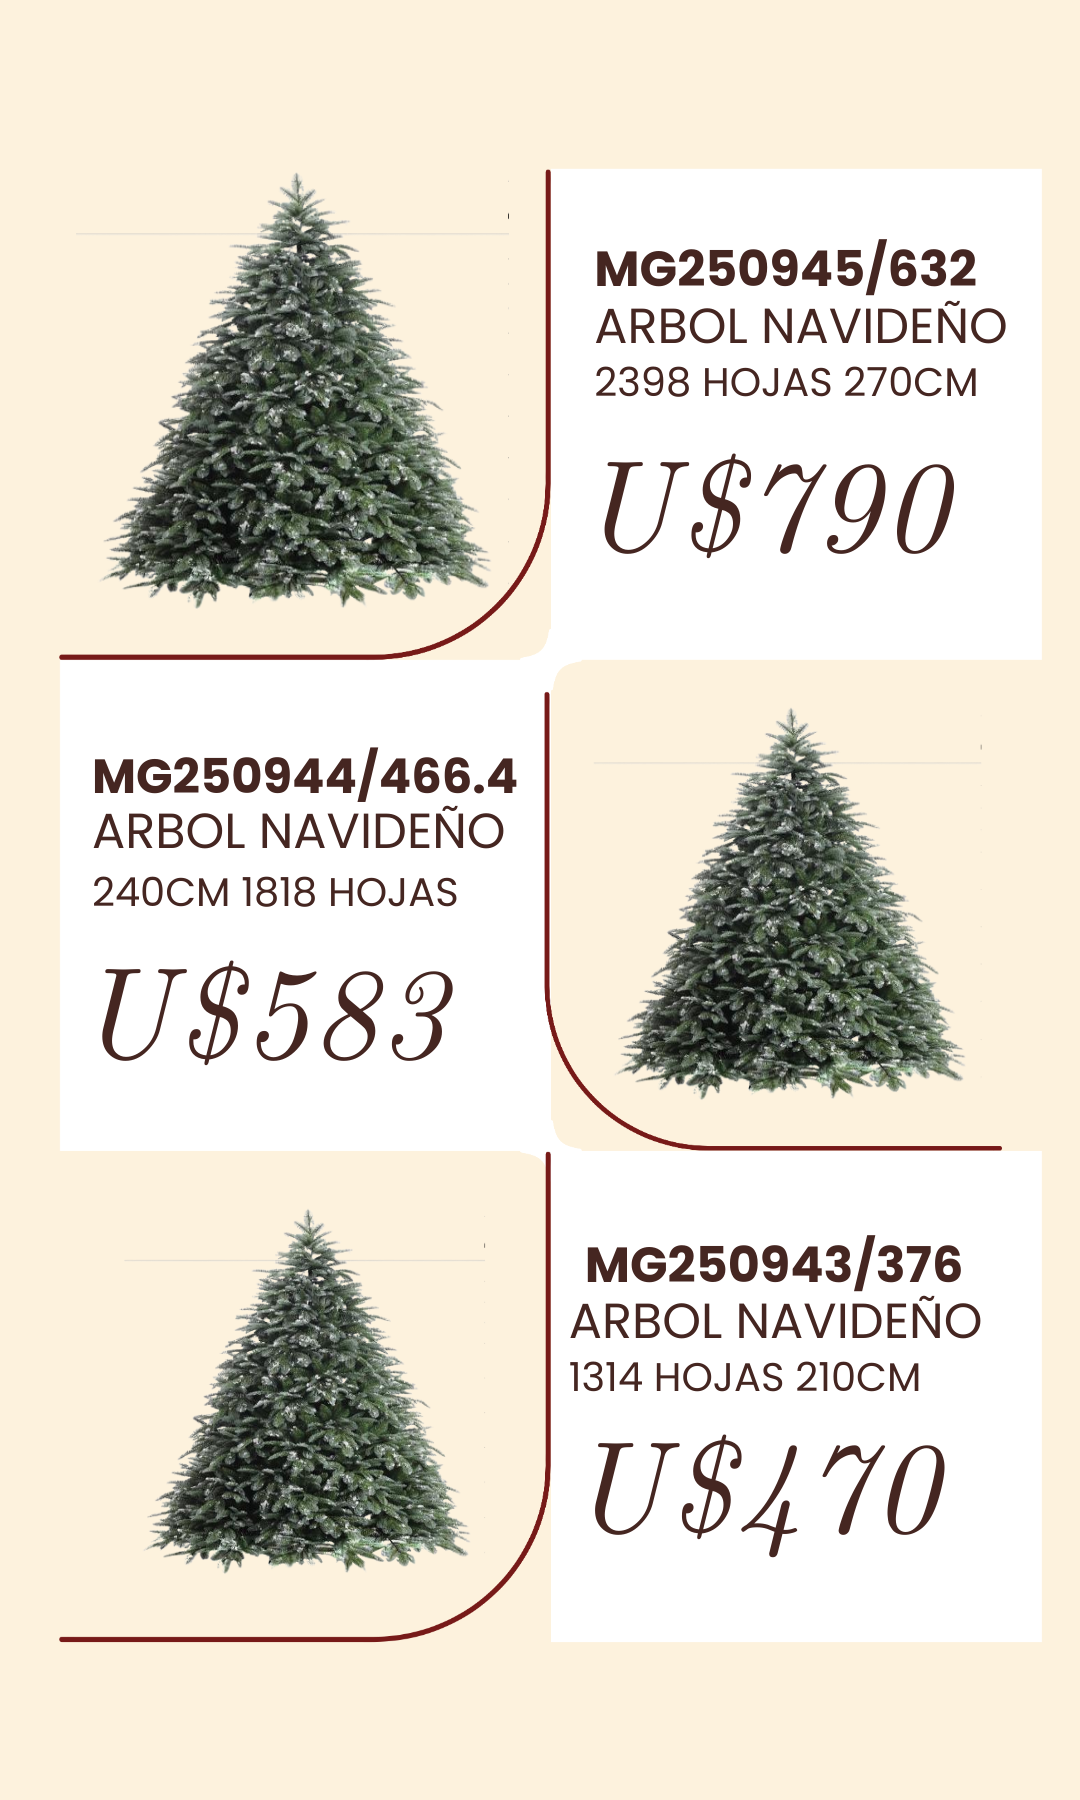 MG250945/632
ARBOL NAVIDEÑO
2398 HOJAS 270CM
U$790
MG250944/466.4
ARBOL NAVIDEÑO
240CM 1818 HOJAS
U$583
MG250943/376
ARBOL NAVIDEÑO
1314 HOJAS 210CM
U$470